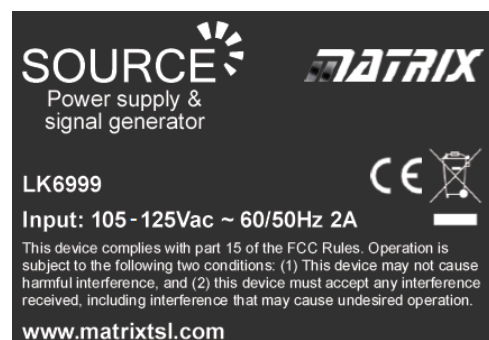 SOURCE
MATRIX
Power supply &
signal generator
LK6999
CE
Input: 105-125Vac ~ 60/50Hz 2A
This device complies with part 15 of the FCC Rules. Operation is
subject to the following two conditions: (1) This device may not cause
harmful interference, and (2) this device must accept any interference
received, including interference that may cause undesired operation.
www.matrixtsl.com